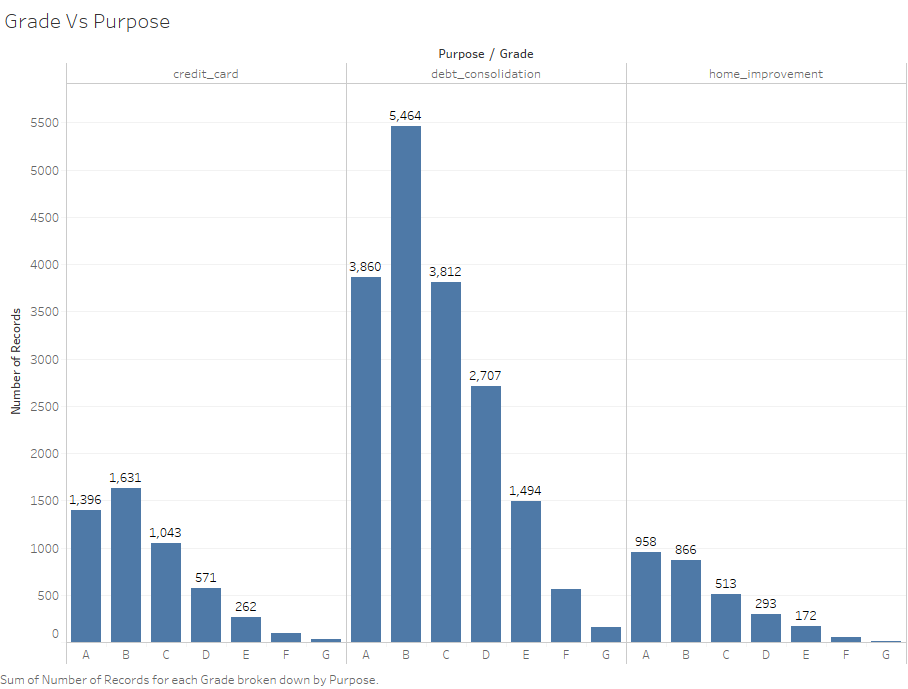 Grade Vs Purpose
Purpose / Grade
credit_card debt_consolidation home_improvement
Number of Records
5500
5000
4500
4000
3500
3000
2500
2000
1500
1000
500
0
1,396 1,631 1,043 571 262
3,860 5,464 3,812 2,707 1,494
958 866 513 293 172
A B C D E F G A B C D E F G A B C D E F G
Sum of Number of Records for each Grade broken down by Purpose.